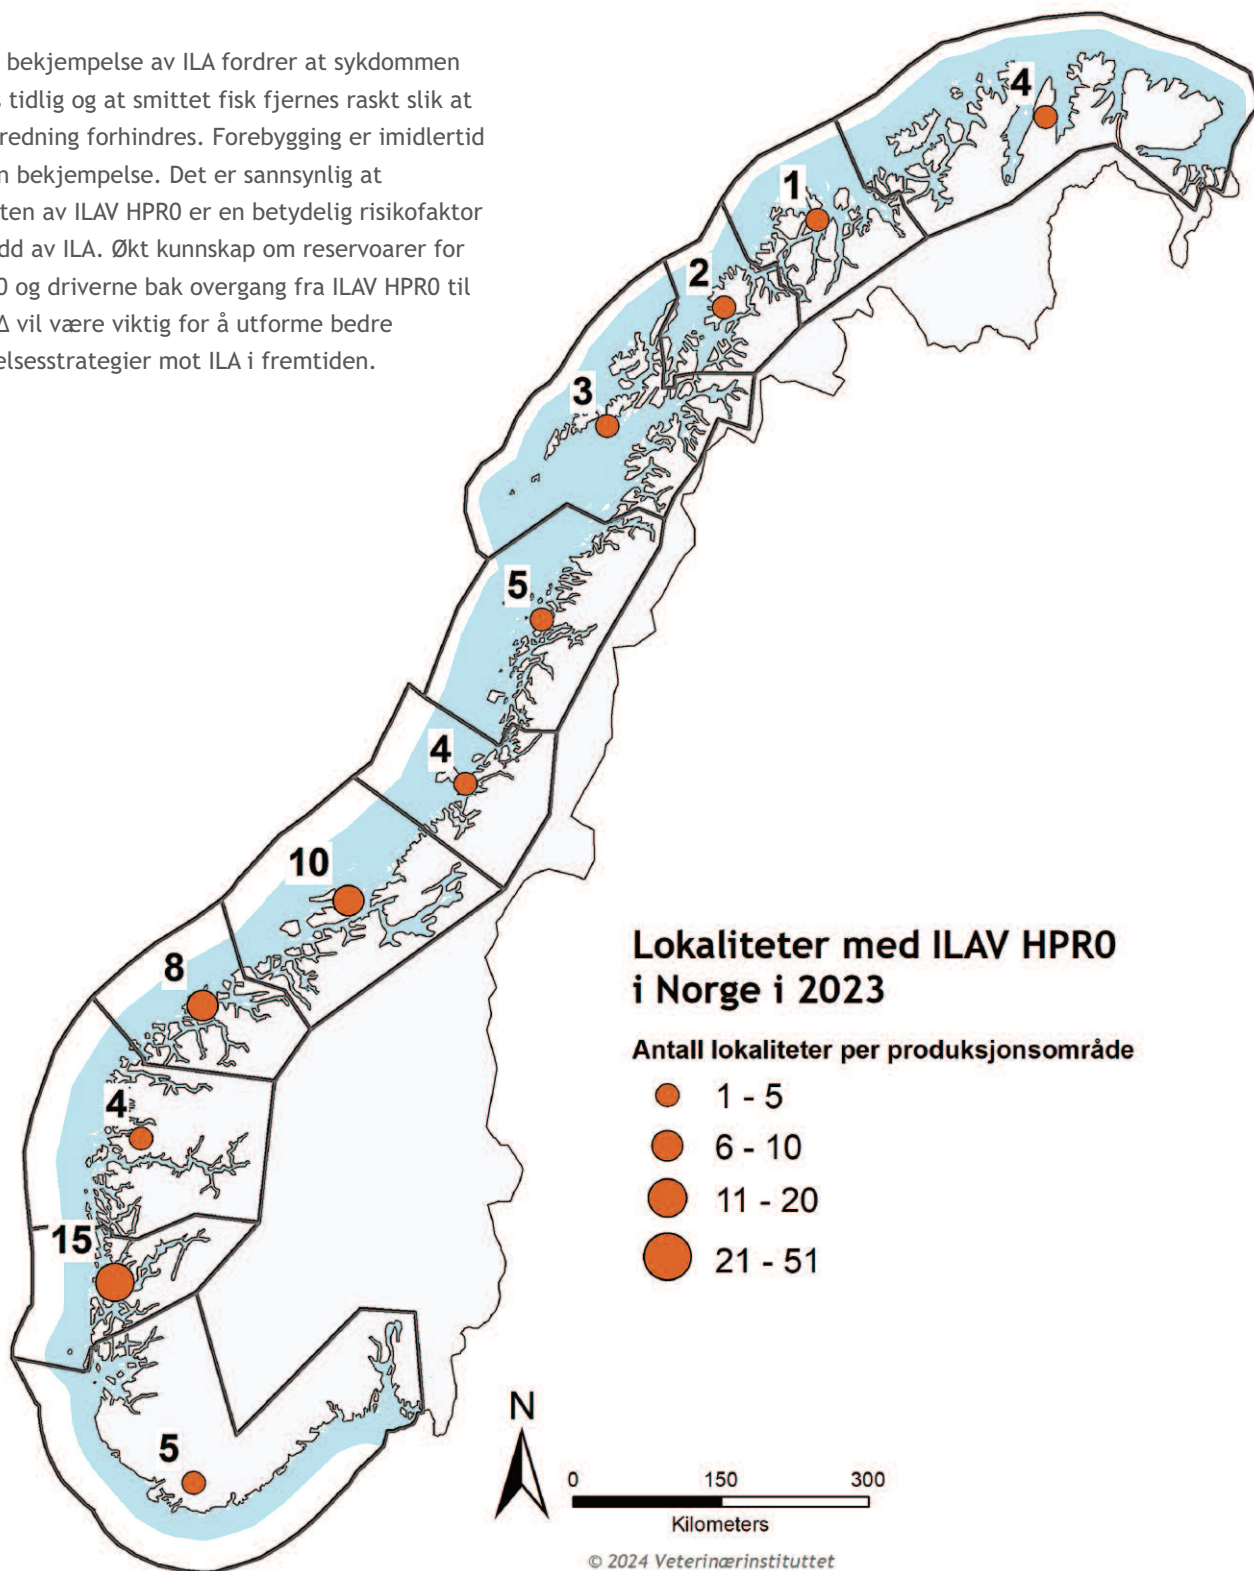 bekjempelse av ILA fordrer at sykdommen
tidlig og at smittet fisk fjernes raskt slik at
redning forhindres. Forebygging er imidlertid
bekjempelse. Det er sannsynlig at
ten av ILAV HPR0 er en betydelig risikofaktor
dd av ILA. Økt kunnskap om reservoarer for
0 og driverne bak overgang fra ILAV HPR0 til
Δ vil være viktig for å utforme bedre
elsesstrategier mot ILA i fremtiden.
4
1
2
3
5
4
10
8
4
15
5
Lokaliteter med ILAV HPR0
i Norge i 2023
Antall lokaliteter per produksjonsområde
1 - 5
6 - 10
11 - 20
21 - 51
N
0 150 300
Kilometers
© 2024 Veterinærinstituttet